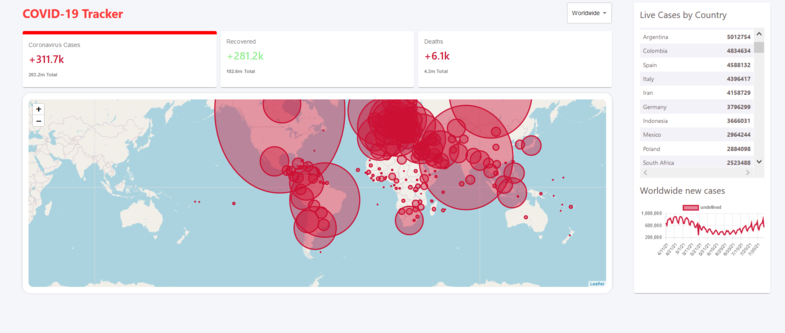 COVID-19 Tracker
Worldwide
Coronavirus Cases
+311.7k
203.2m Total
Recovered
+281.2k
182.6m Total
Deaths
+6.1k
4.3m Total
+
−
Leaflet
Live Cases by Country
Argentina 5012754
Colombia 4834634
Spain 4588132
Italy 4396417
Iran 4158729
Germany 3796299
Indonesia 3666031
Mexico 2964244
Poland 2884098
South Africa 2523488
Worldwide new cases
undefined
1,000,000
600,000
200,000